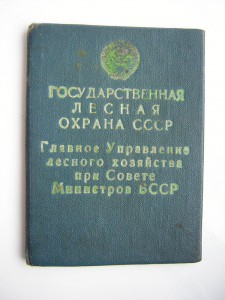 ГОСУДАРСТВЕННАЯ
ЛЕСНАЯ
ОХРАНА СССР
Главное Управление
лесного хозяйства
при Совете
Министров БССР